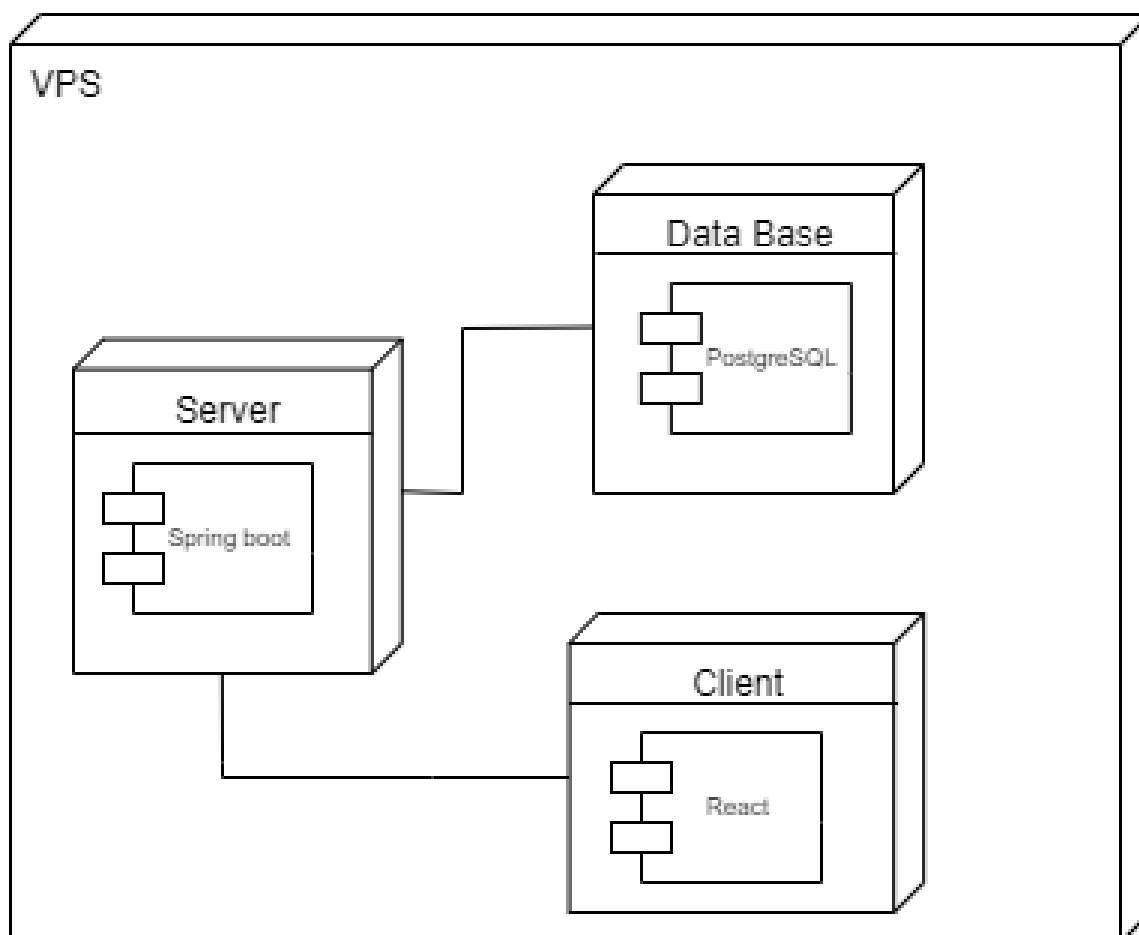 VPS
Data Base
PostgreSQL
Server
Spring boot
Client
React